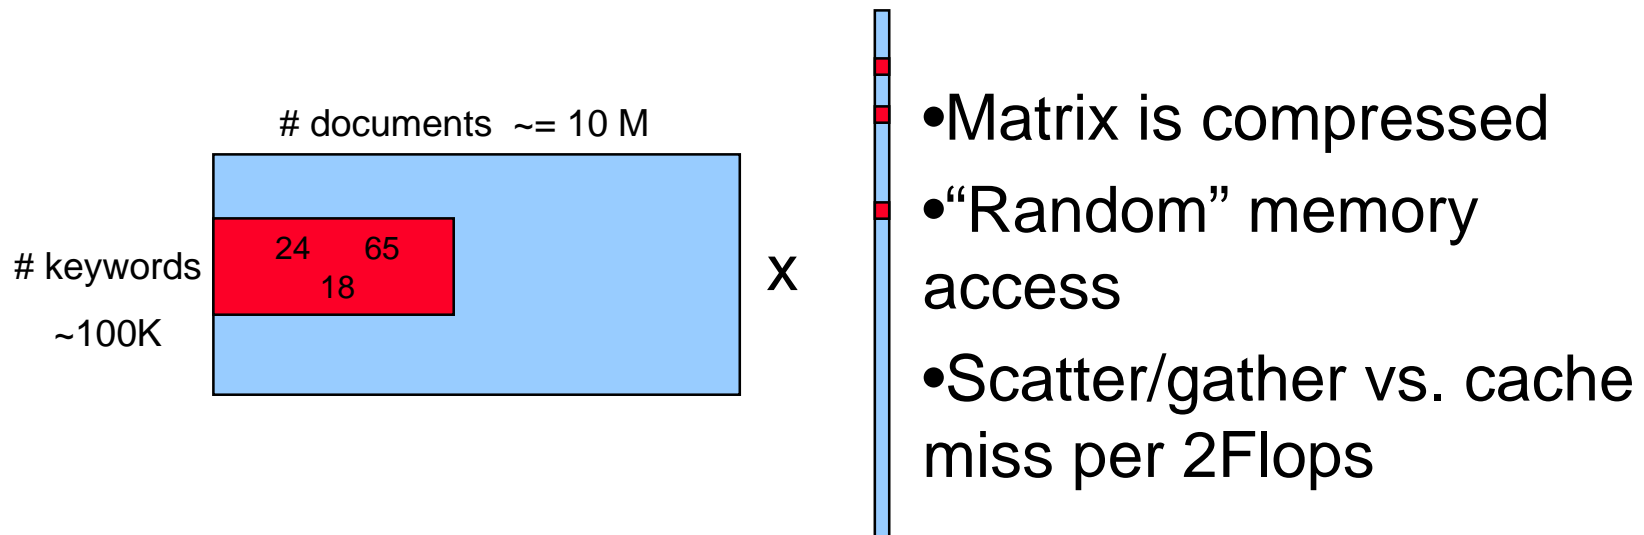 # documents ~= 10 M
# keywords
~100K
24 65
18
x
•Matrix is compressed
•“Random” memory
access
•Scatter/gather vs. cache
miss per 2Flops